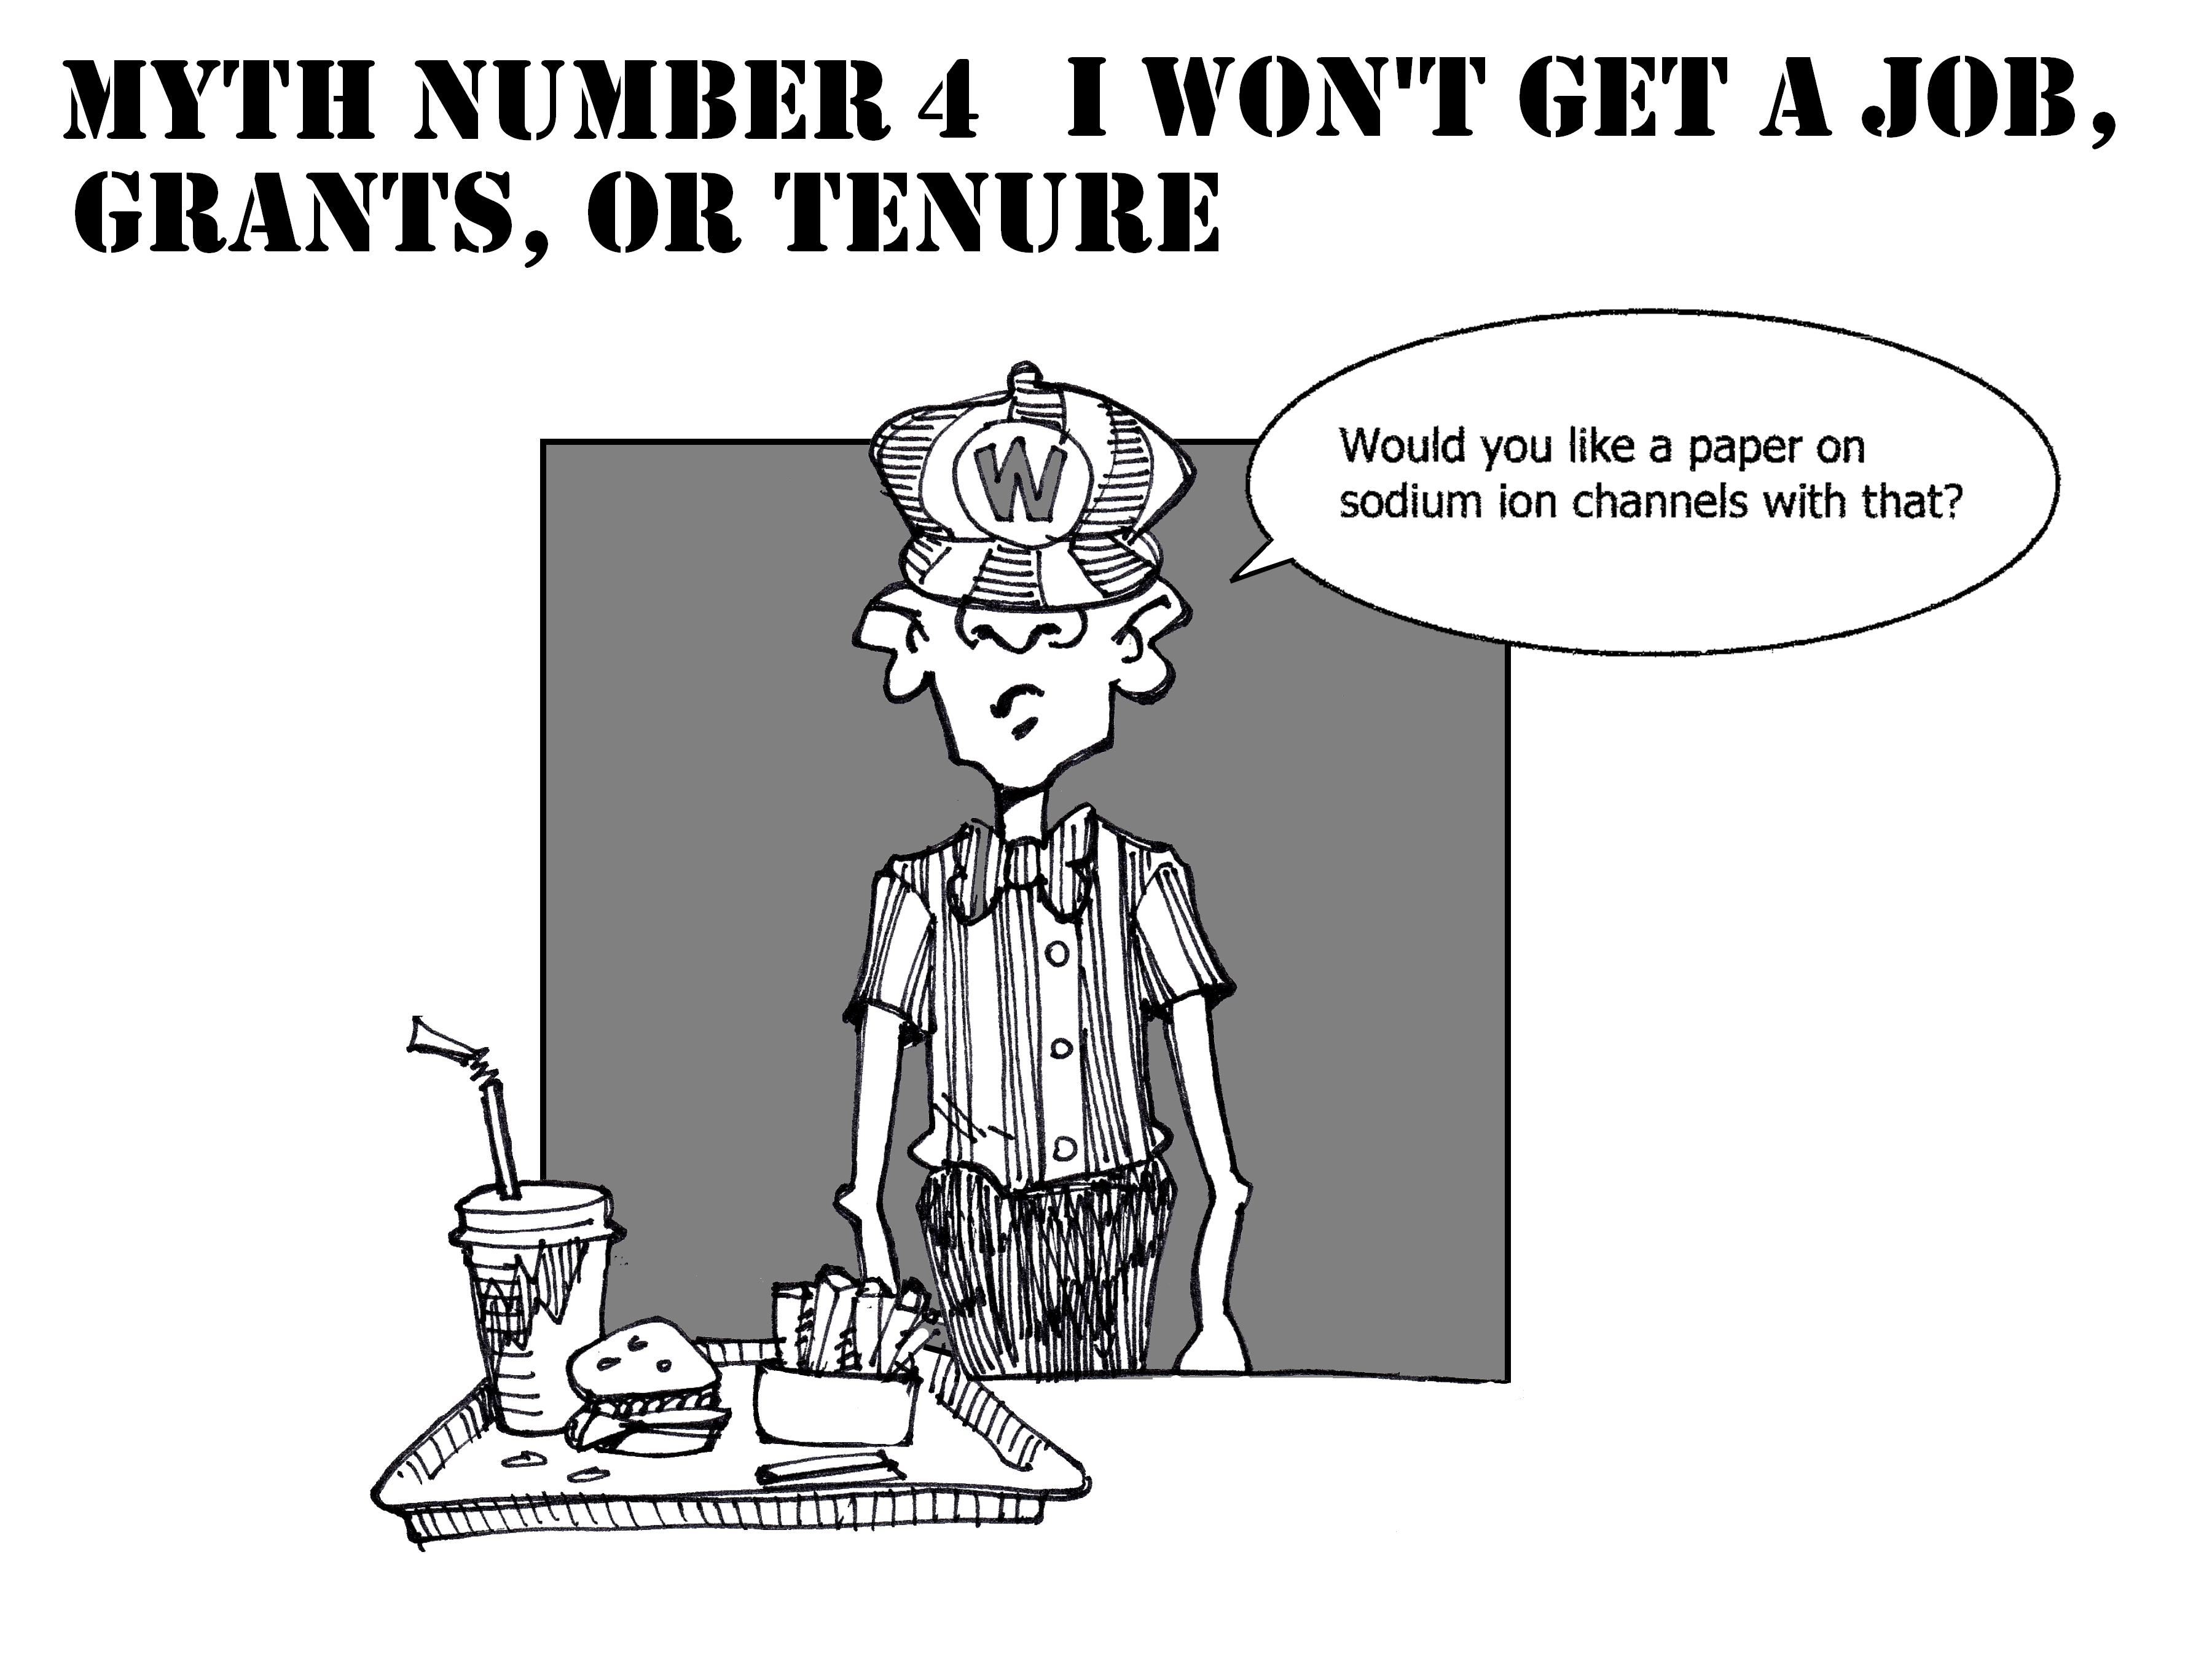 MYTH NUMBER 4 I WON'T GET A JOB,
GRANTS, OR TENURE
Would you like a paper on
sodium ion channels with that?
W